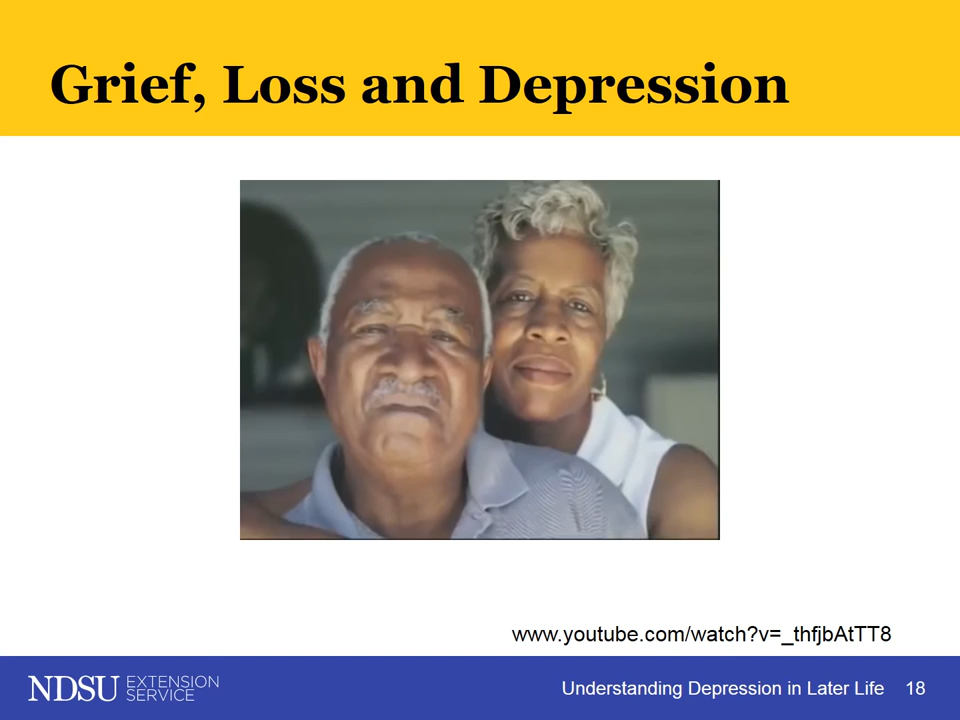 Grief, Loss and Depression
www.youtube.com/watch?v=_thfjbAtTT8
NDSU EXTENSION
SERVICE
Understanding Depression in Later Life 18